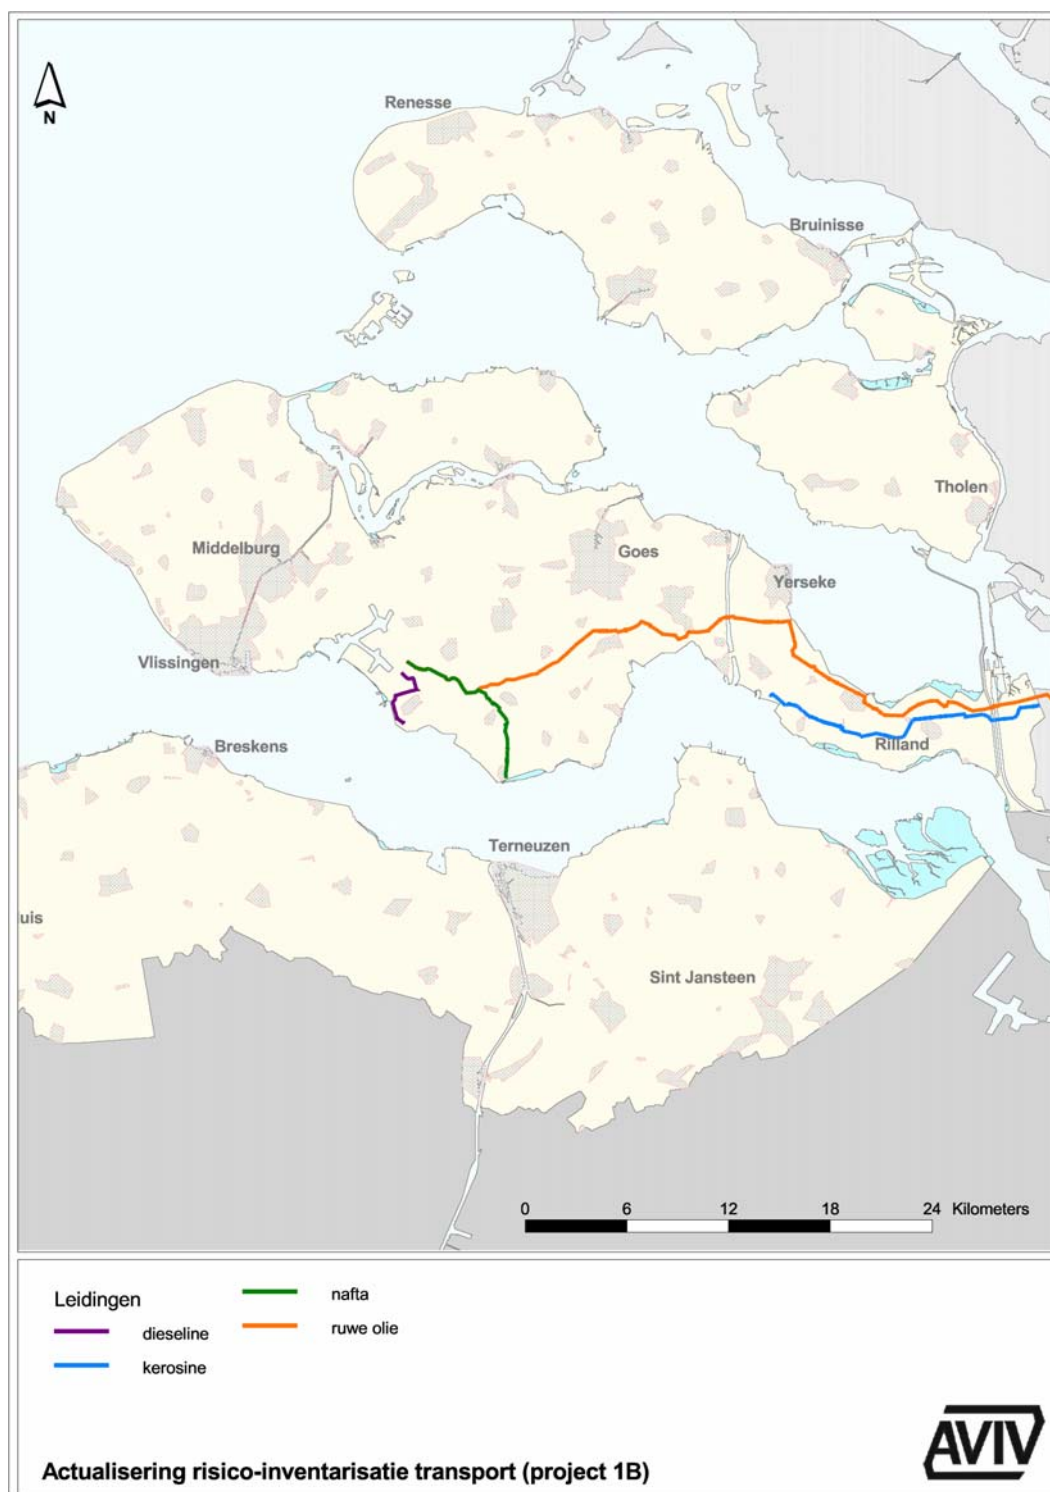 N
Renesse
Bruinisse
Tholen
Middelburg
Goes
Yerseke
Vlissingen
Breskens
Rilland
Terneuzen
uis
Sint Jansteen
0 6 12 18 24 Kilometers
Leidingen
dieseline
kerosine
nafta
ruwe olie
AVIV
Actualisering risico-inventarisatie transport (project 1B)